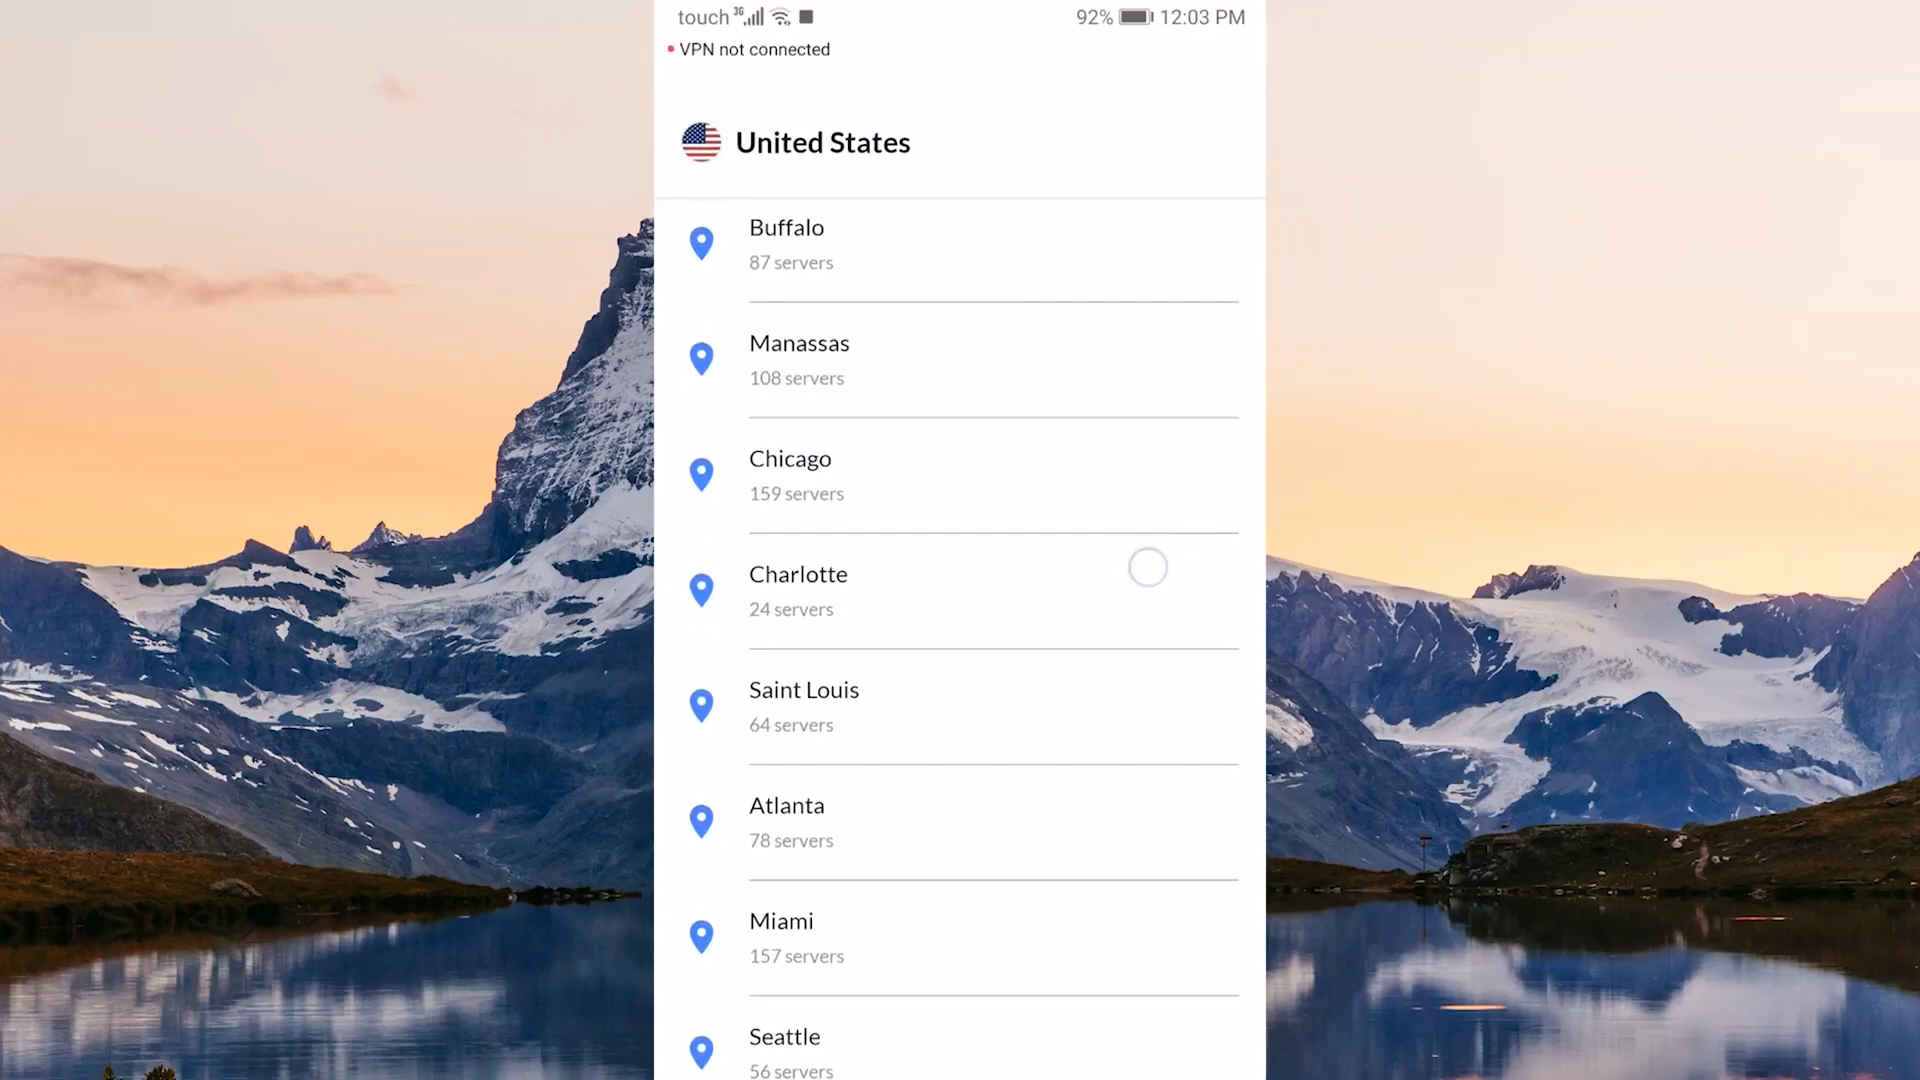 touch 3G 92% 12:03 PM
VPN not connected
United States
Buffalo
87 servers
Manassas
108 servers
Chicago
159 servers
Charlotte
24 servers
Saint Louis
64 servers
Atlanta
78 servers
Miami
157 servers
Seattle
56 servers